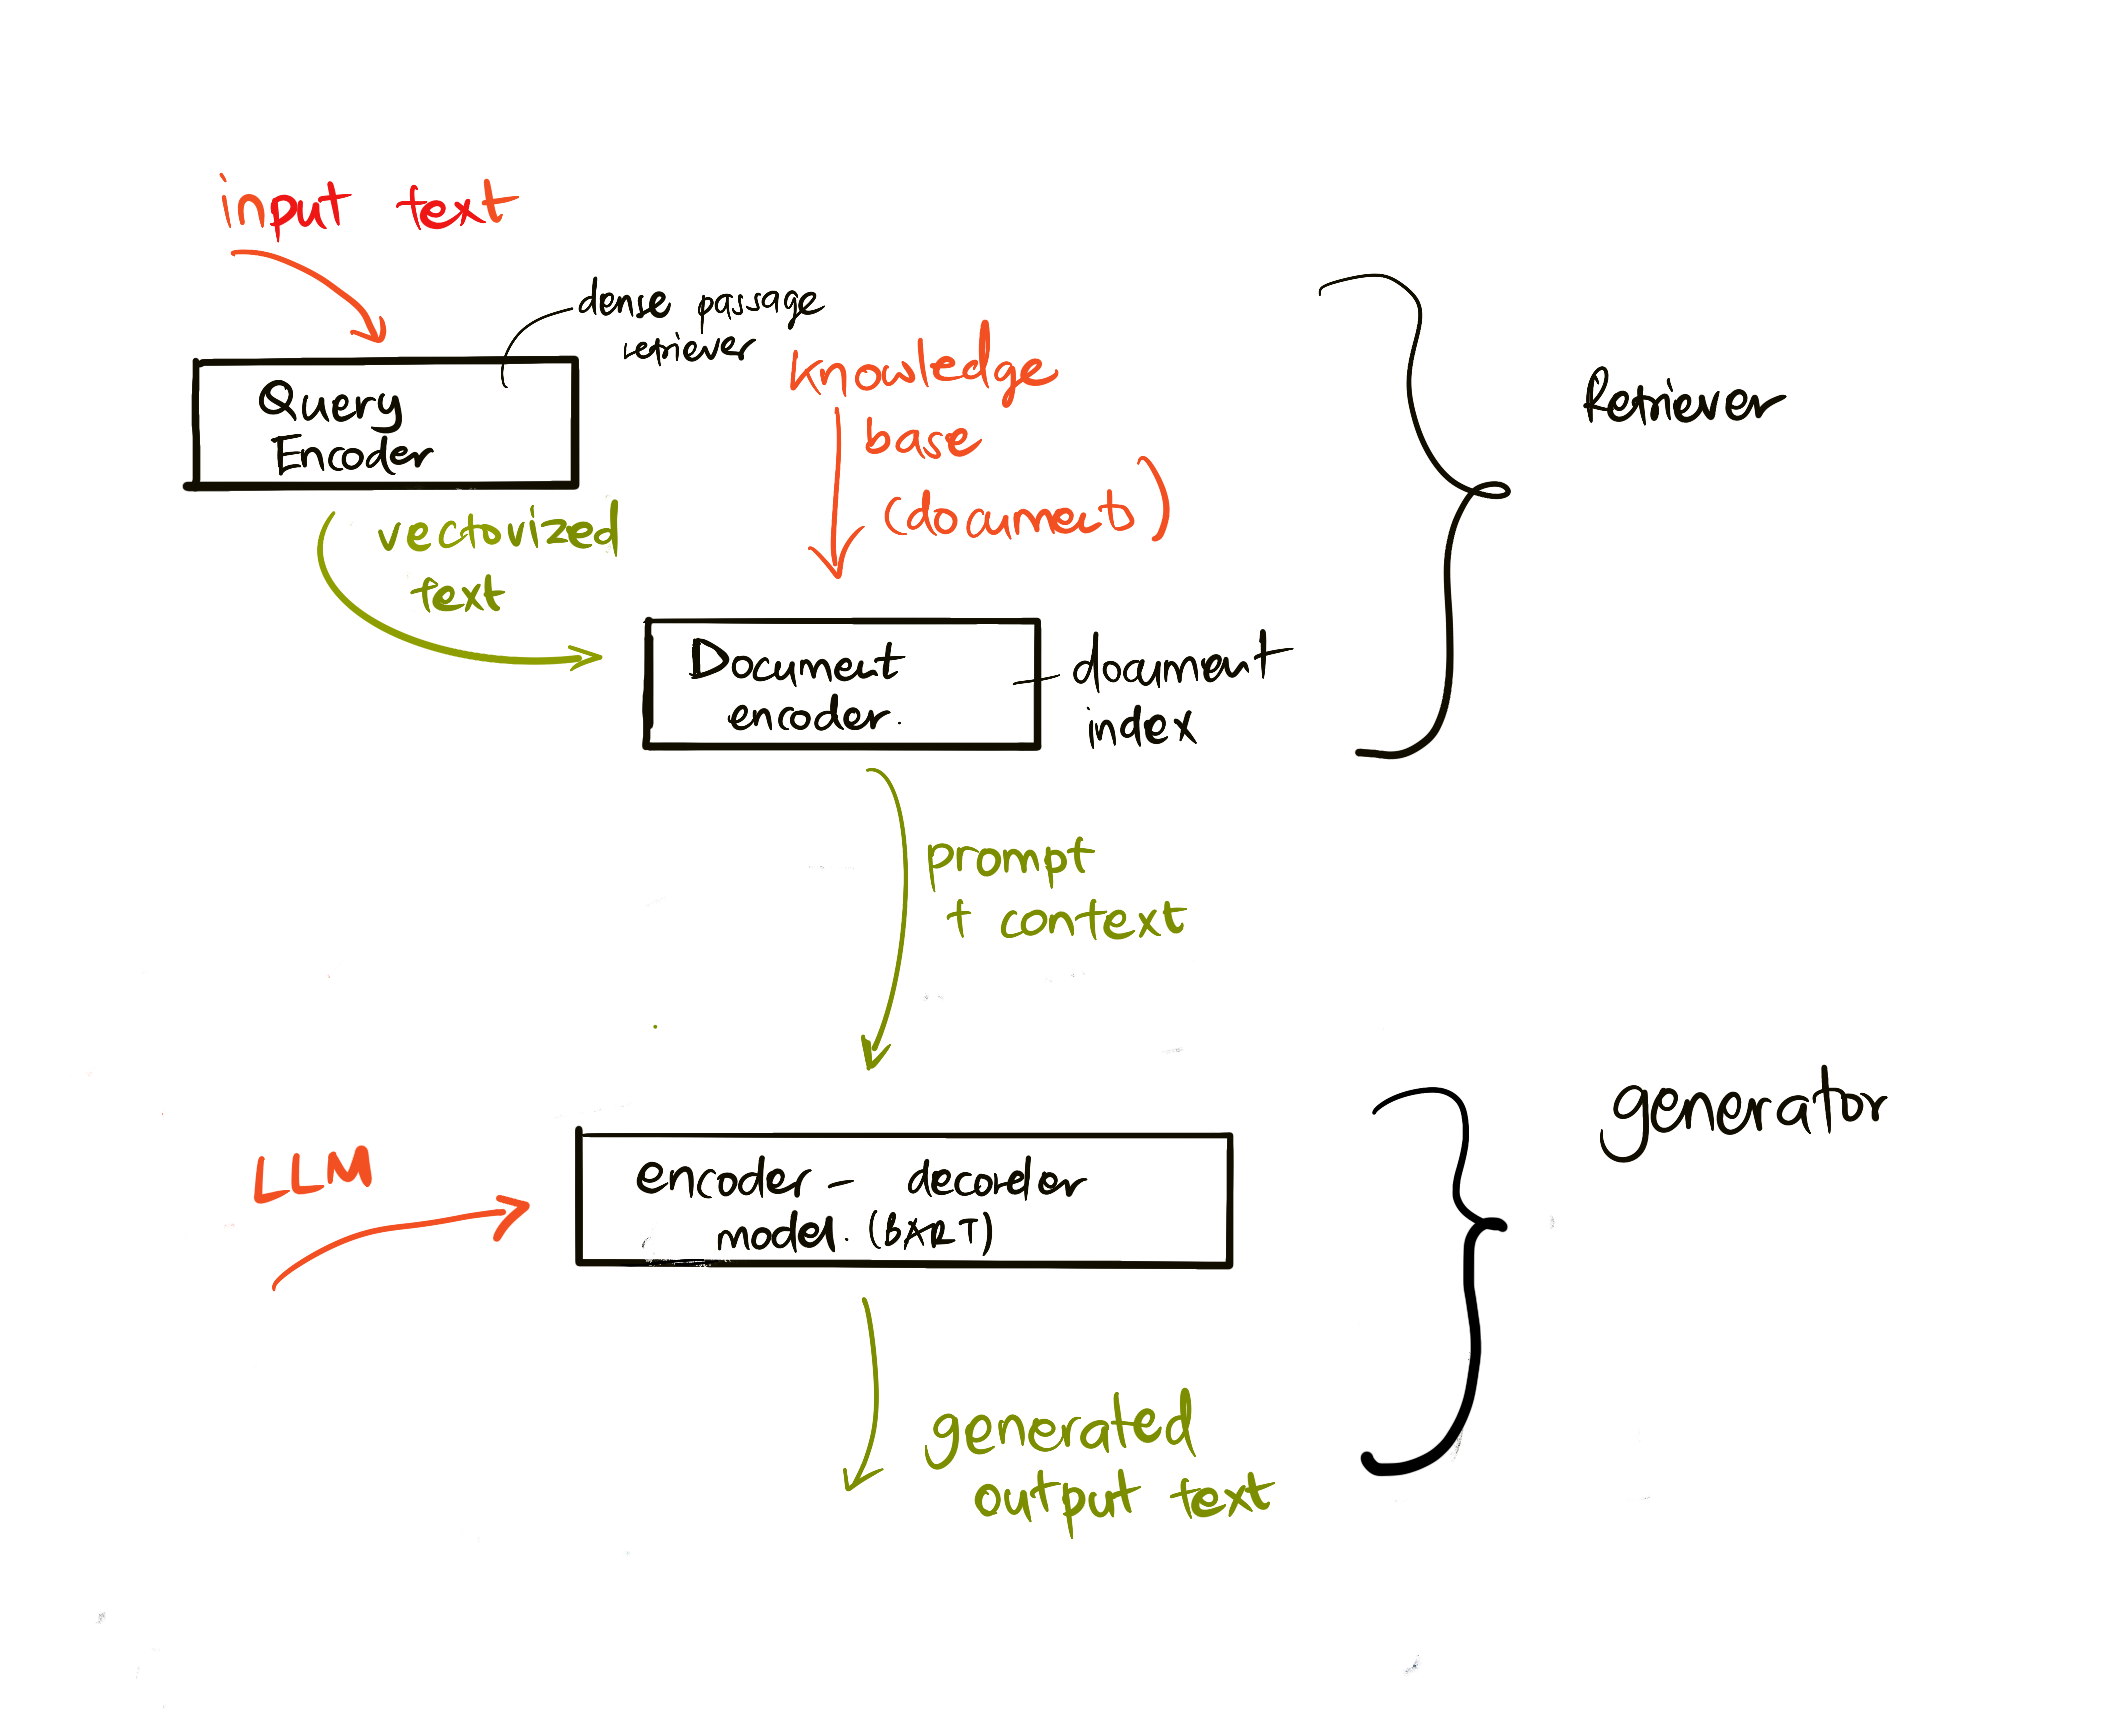 input text
dense passage
retriever
Query
Encoder
knowledge
base
(documents)
Retriever
vectorized
text
Document
encoder.
document
index
prompt
+ context
generator
LLM
encoder - decorder
model. (BART)
generated
output text